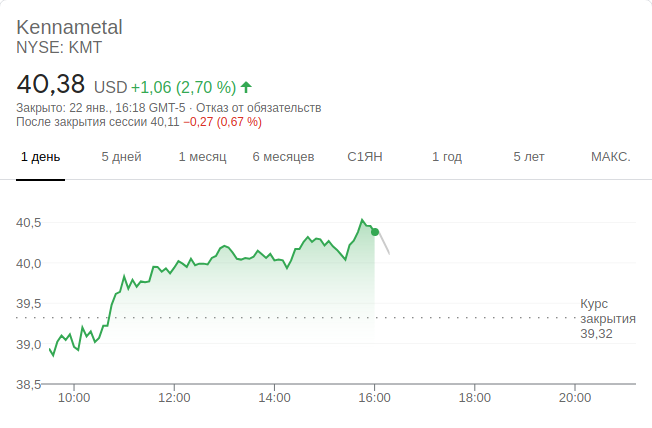 Kennametal
NYSE: KMT
40,38 USD +1,06 (2,70 %)
Закрыто: 22 янв., 16:18 GMT-5 · Отказ от обязательств
После закрытия сессии 40,11 −0,27 (0,67 %)
1 день 5 дней 1 месяц 6 месяцев С1ЯН 1 год 5 лет МАКС.
40,5
40,0
39,5
39,0
38,5
Курс
закрытия
39,32
10:00 12:00 14:00 16:00 18:00 20:00